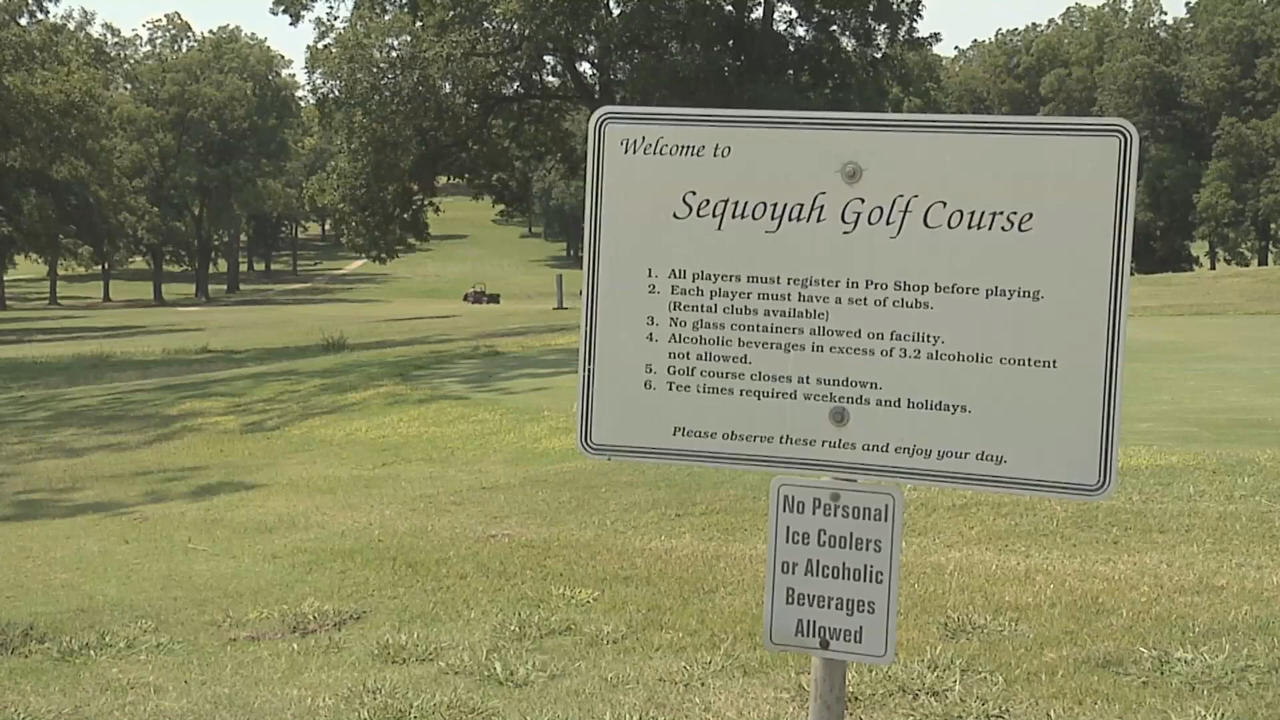 Welcome to
Sequoyah Golf Course
1. All players must register in Pro Shop before playing.
2. Each player must have a set of clubs.
(Rental clubs available)
3. No glass containers allowed on facility.
4. Alcoholic beverages in excess of 3.2 alcoholic content
not allowed.
5. Golf course closes at sundown.
6. Tee times required weekends and holidays.
Please observe these rules and enjoy your day.
No Personal
Ice Coolers
or Alcoholic
Beverages
Allowed